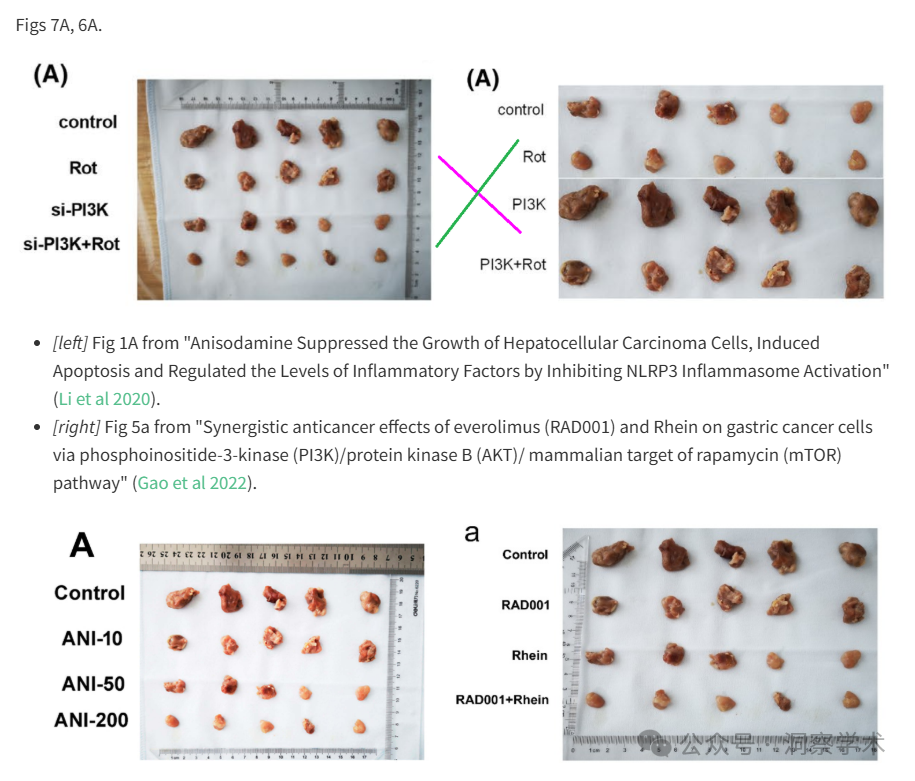 Figs 7A, 6A.
(A)
control
Rot
si-PI3K
si-PI3K+Rot
(A)
control
Rot
PI3K
PI3K+Rot
[left] Fig 1A from "Anisodamine Suppressed the Growth of Hepatocellular Carcinoma Cells, Induced
Apoptosis and Regulated the Levels of Inflammatory Factors by Inhibiting NLRP3 Inflammasome Activation"
(Li et al 2020).
[right] Fig 5a from "Synergistic anticancer effects of everolimus (RAD001) and Rhein on gastric cancer cells
via phosphoinositide-3-kinase (PI3K)/protein kinase B (AKT)/ mammalian target of rapamycin (mTOR)
pathway" (Gao et al 2022).
A
Control
ANI-10
ANI-50
ANI-200
a
Control
RAD001
Rhein
RAD001+Rhein
公众号 · 洞察学术